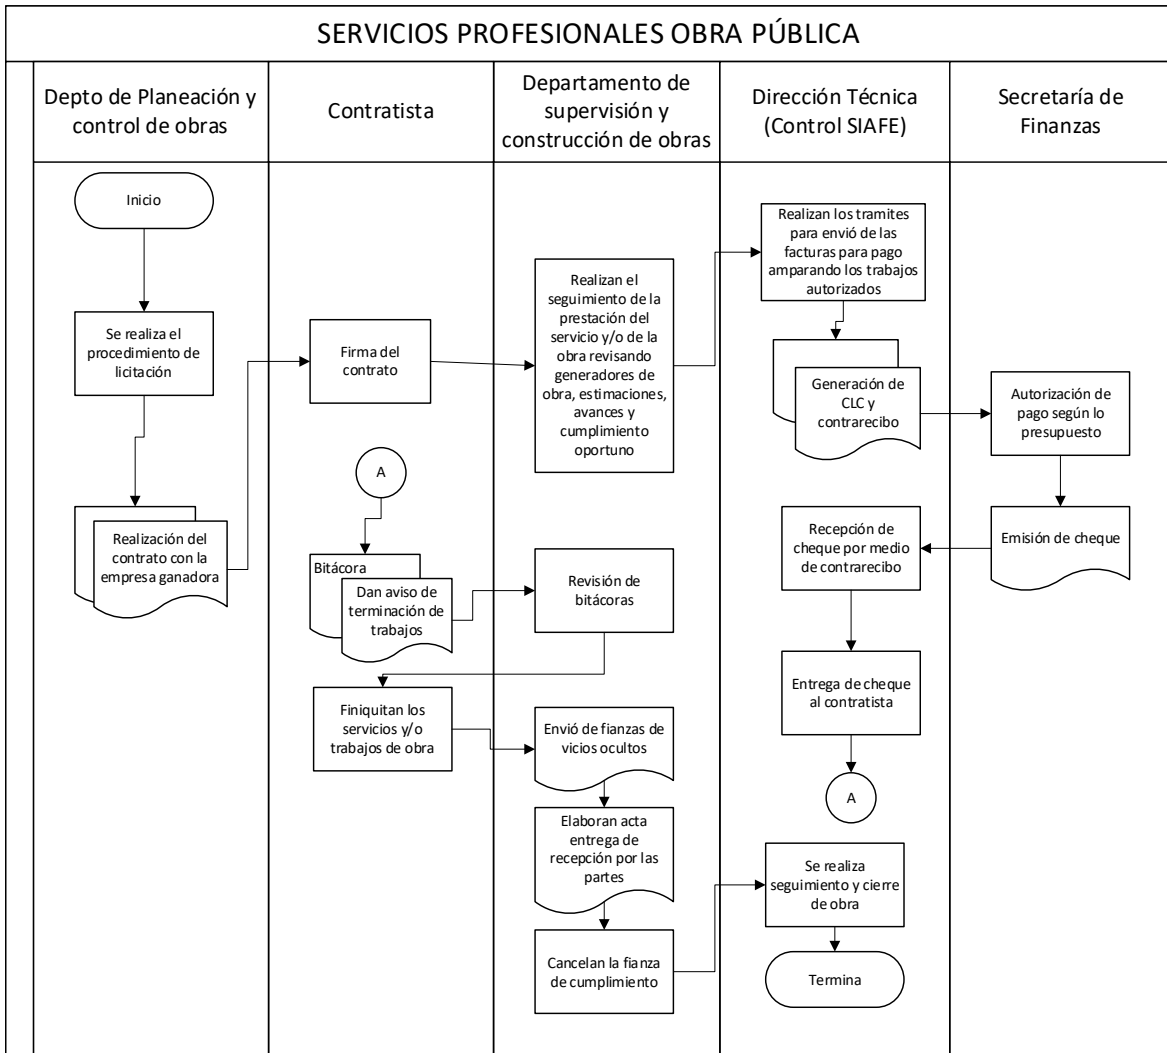 SERVICIOS PROFESIONALES OBRA PÚBLICA
Depto de Planeación y
control de obras
Contratista
Departamento de
supervisión y
construcción de obras
Dirección Técnica
(Control SIAFE)
Secretaría de
Finanzas
Inicio
Se realiza el
procedimiento de
licitación
Realización del
contrato con la
empresa ganadora
Firma del
contrato
Realizan el
seguimiento de la
prestación del
servicio y/o de la
obra revisando
generadores de
obra, estimaciones,
avances y
cumplimiento
oportuno
Realizan los tramites
para envió de las
facturas para pago
amparando los trabajos
autorizados
Generación de
CLC y
contrarecibo
Autorización de
pago según lo
presupuesto
Emisión de cheque
Recepción de
cheque por medio
de contrarecibo
Entrega de cheque
al contratista
A
A
Bitácora
Dan aviso de
terminación de
trabajos
Revisión de
bitácoras
Finiquitan los
servicios y/o
trabajos de obra
Envió de fianzas de
vicios ocultos
Elaboran acta
entrega de
recepción por las
partes
Cancelan la fianza
de cumplimiento
Se realiza
seguimiento y cierre
de obra
Termina